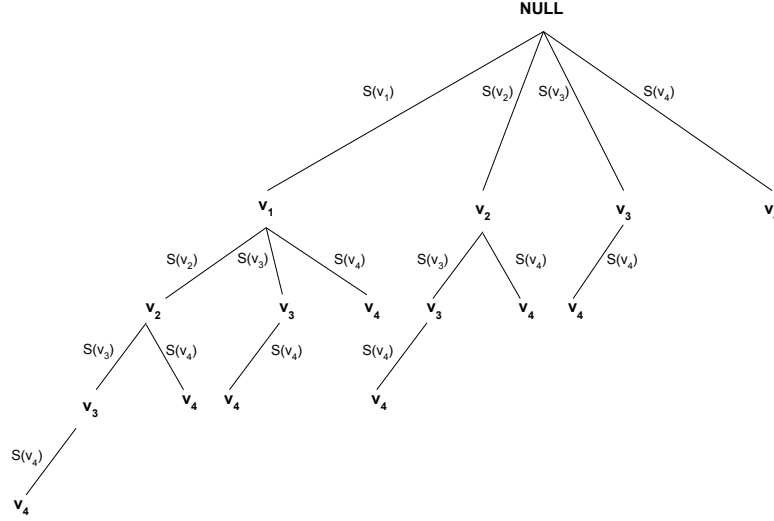 NULL
S(v₁)
S(v₂)
S(v₃)
S(v₄)
v₁
v₂
v₃
v
S(v₂)
S(v₃)
S(v₄)
S(v₃)
S(v₄)
S(v₄)
v₂
v₃
v₄
v₃
v₄
v₄
S(v₃)
S(v₄)
S(v₄)
S(v₄)
v₃
v₄
v₄
v₄
S(v₄)
v₄